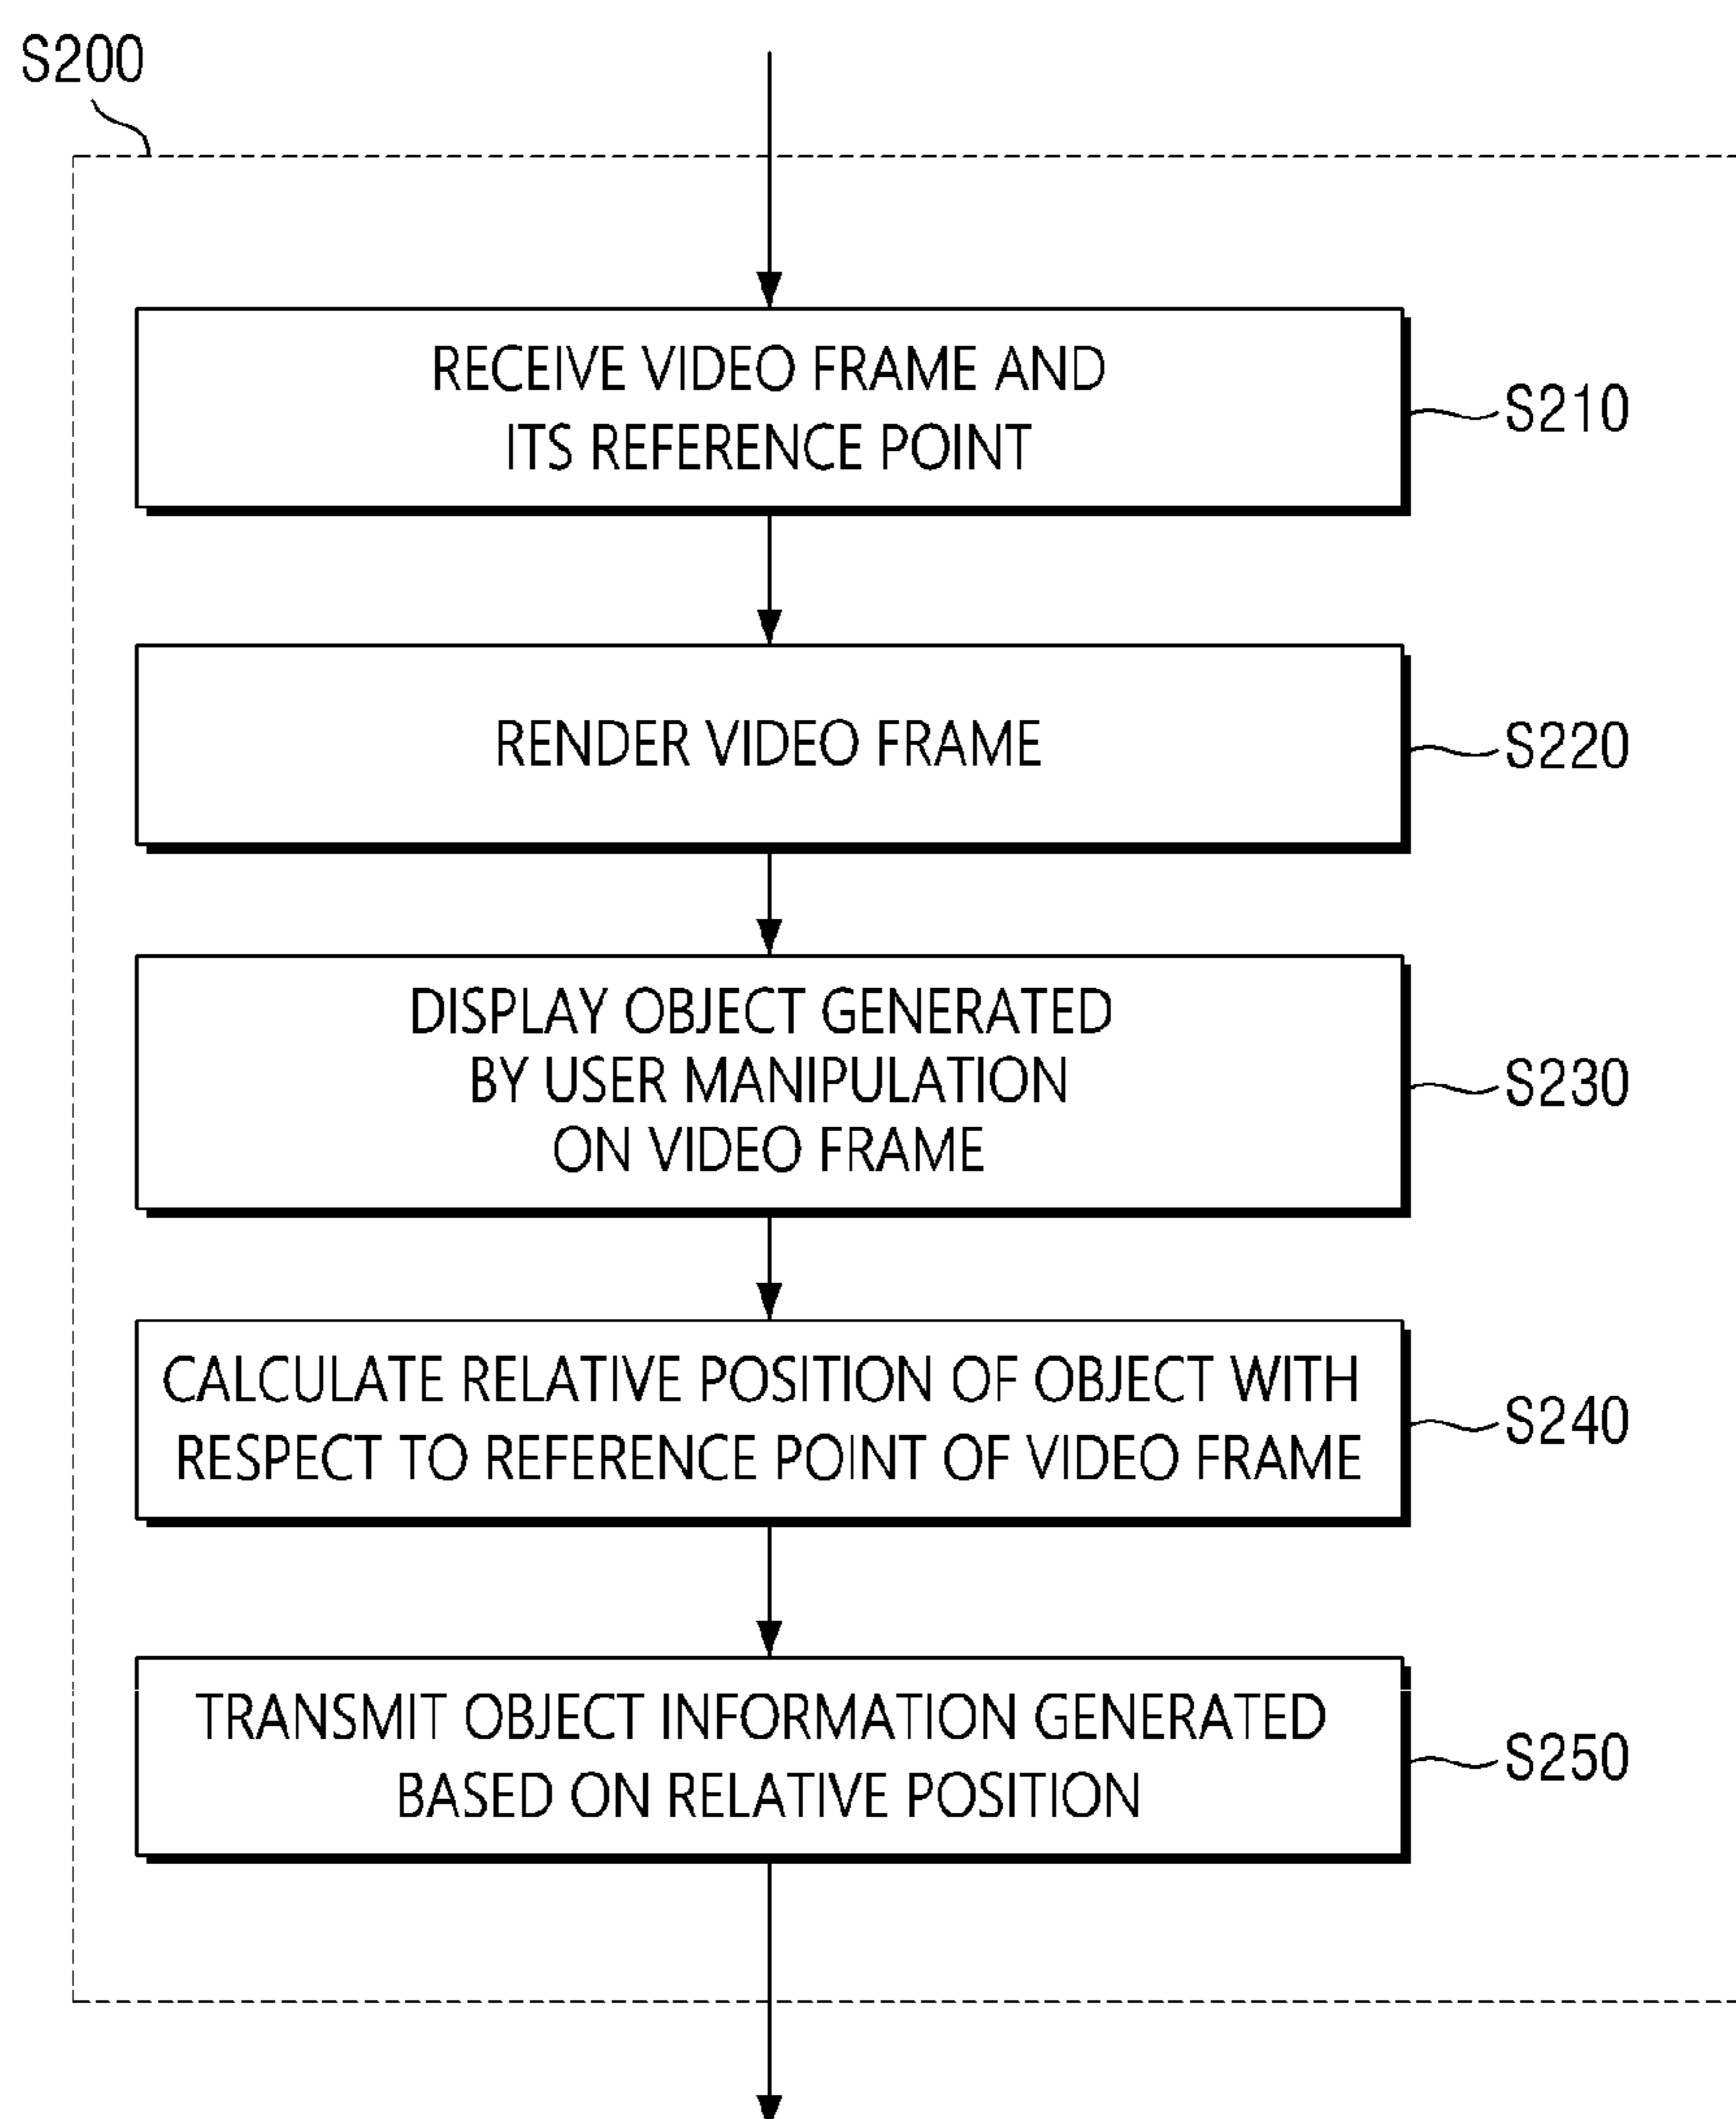 S200
RECEIVE VIDEO FRAME AND
ITS REFERENCE POINT
S210
RENDER VIDEO FRAME
S220
DISPLAY OBJECT GENERATED
BY USER MANIPULATION
ON VIDEO FRAME
S230
CALCULATE RELATIVE POSITION OF OBJECT WITH
RESPECT TO REFERENCE POINT OF VIDEO FRAME
S240
TRANSMIT OBJECT INFORMATION GENERATED
BASED ON RELATIVE POSITION
S250